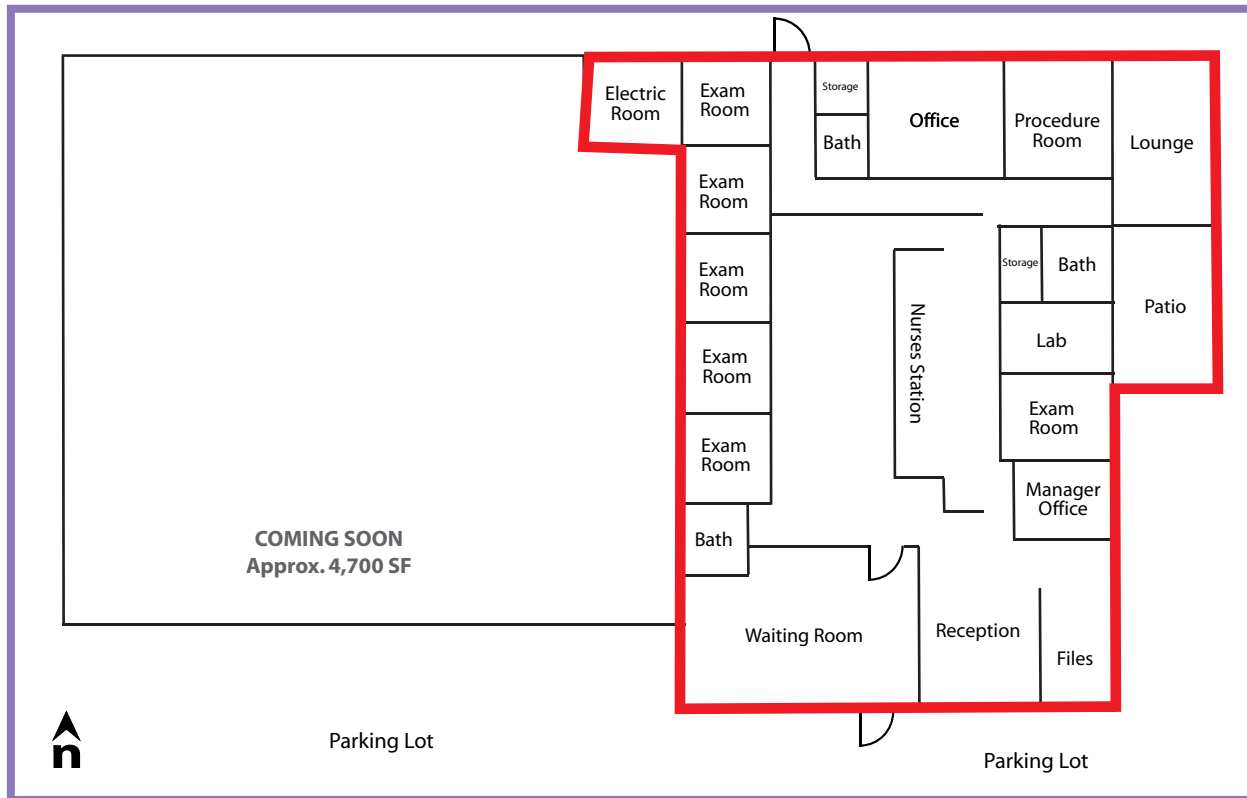 Electric
Room
Exam
Room
Storage
Bath
Office
Procedure
Room
Lounge
Exam
Room
Exam
Room
Exam
Room
Exam
Room
Bath
Nurses Station
Storage
Bath
Patio
Lab
Exam
Room
Manager
Office
COMING SOON
Approx. 4,700 SF
Waiting Room
Reception
Files
n
Parking Lot
Parking Lot